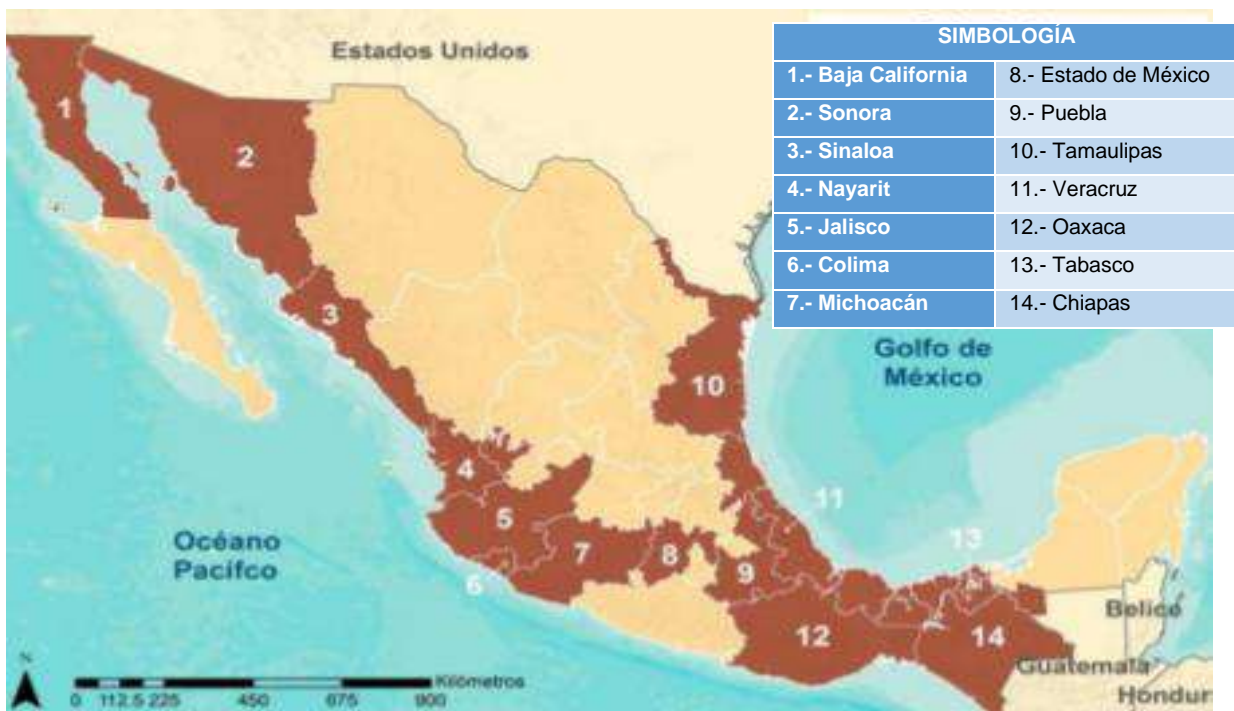 Estados Unidos
SIMBOLOGÍA
1.- Baja California 8.- Estado de México
2.- Sonora 9.- Puebla
3.- Sinaloa 10.- Tamaulipas
4.- Nayarit 11.- Veracruz
5.- Jalisco 12.- Oaxaca
6.- Colima 13.- Tabasco
7.- Michoacán 14.- Chiapas
1
2
3
Golfo de
México
10
4
11
5
Océano
Pacífco
13
7
8
9
6
Belice
12
14
Guatemala
Hondur
N
Kilómetros
0 112.5 225 450 675 900